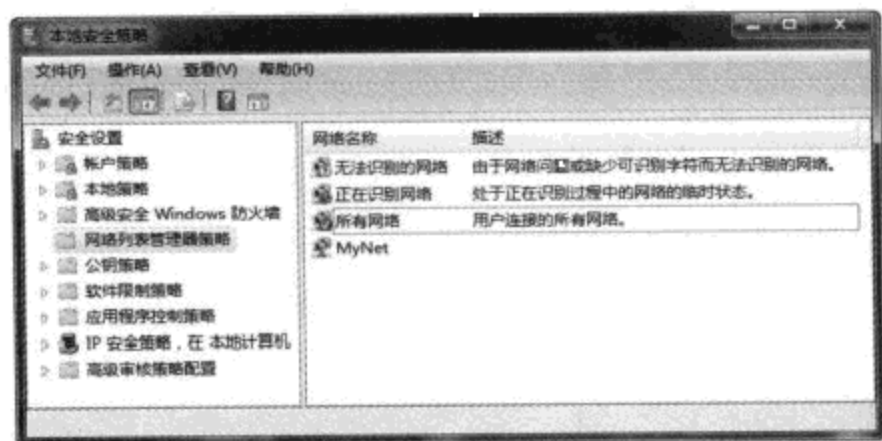 本地安全策略
文件(F) 操作(A) 查看(V) 帮助(H)
安全设置
帐户策略
本地策略
高级安全 Windows 防火墙
网络列表管理器策略
公钥策略
软件限制策略
应用程序控制策略
IP 安全策略，在 本地计算机
高级审核策略配置
网络名称 描述
无法识别的网络 由于网络问题或缺少可识别字符而无法识别的网络。
正在识别网络 处于正在识别过程中的网络的临时状态。
所有网络 用户连接的所有网络。
MyNet